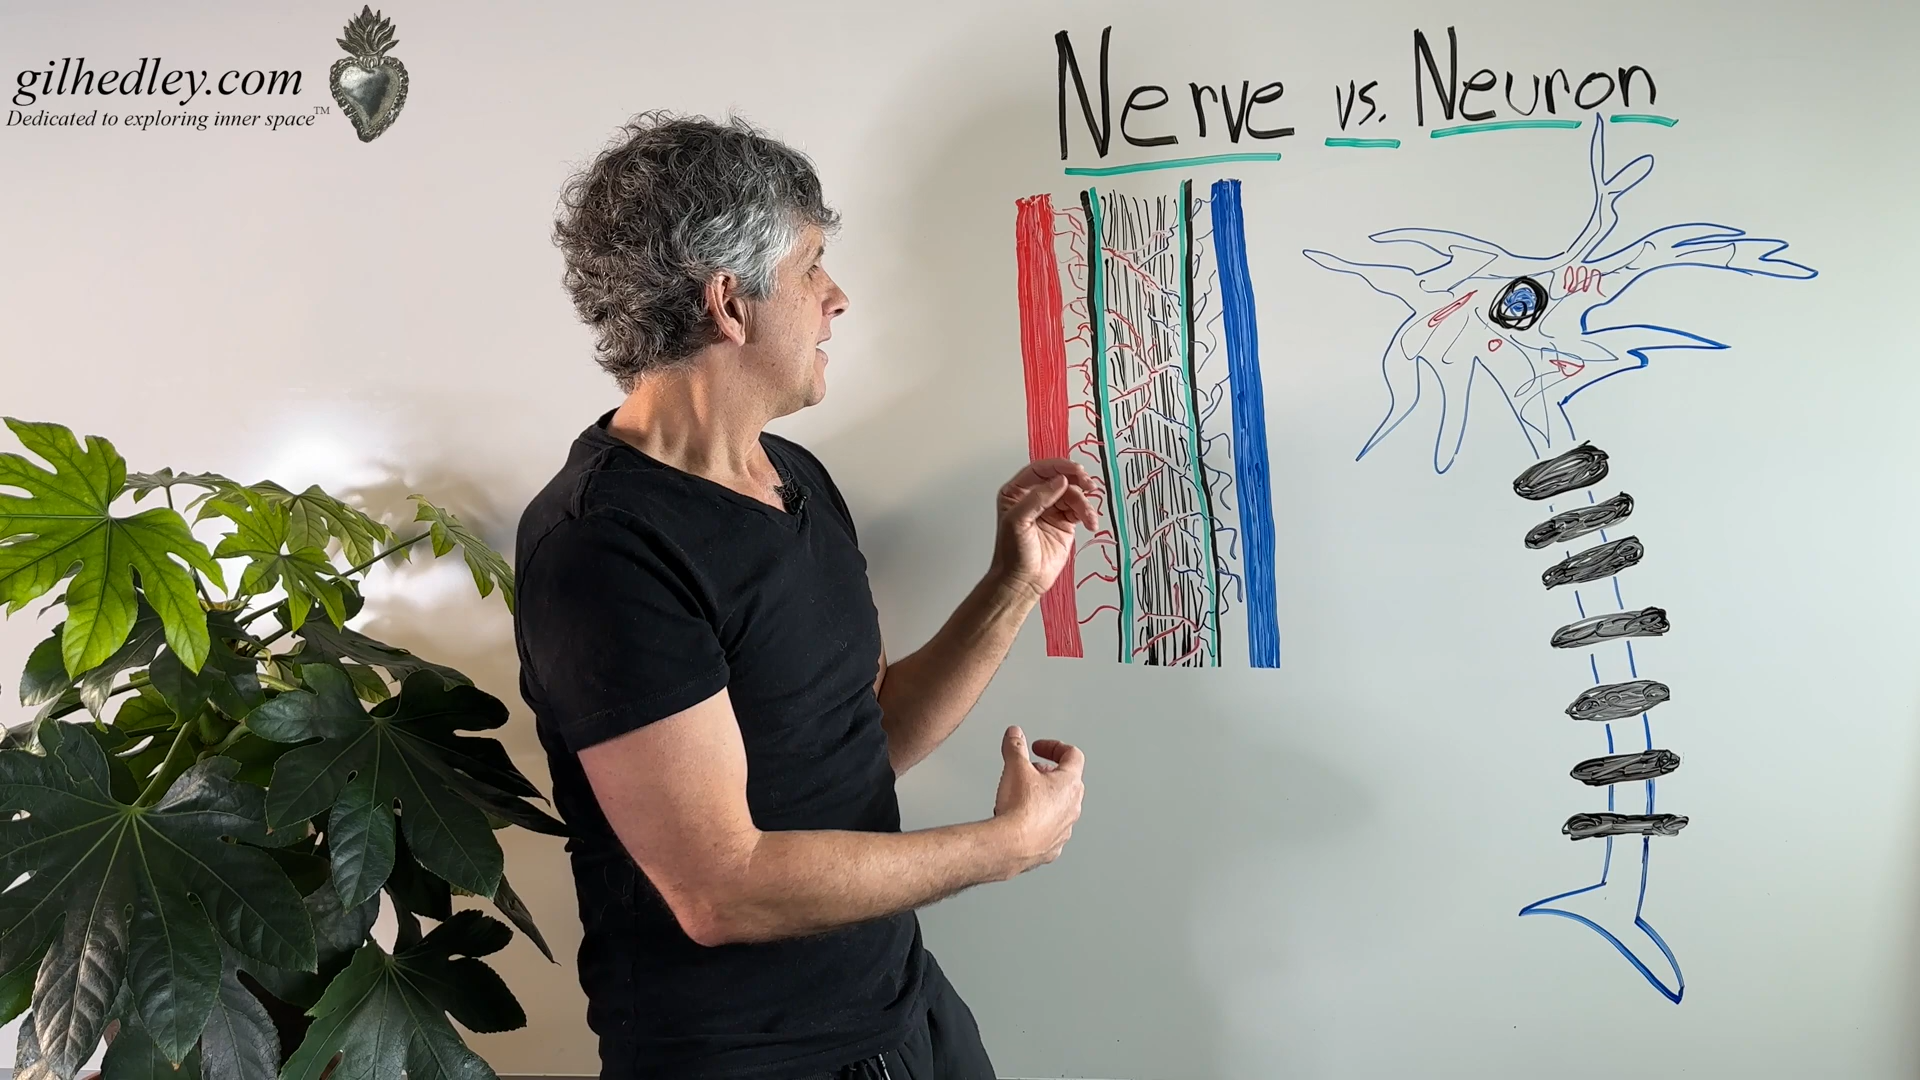 gilhedley.com
Dedicated to exploring inner space™
Nerve vs. Neuron